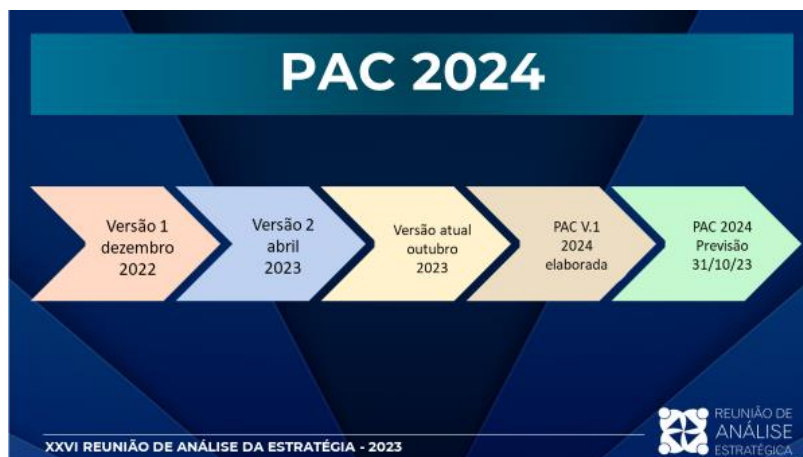 PAC 2024
Versão 1
dezembro
2022
Versão 2
abril
2023
Versão atual
outubro
2023
PAC V.1
2024
elaborada
PAC 2024
Previsão
31/10/23
XXVI REUNIÃO DE ANÁLISE DA ESTRATÉGIA - 2023
REUNIÃO DE
ANÁLISE
ESTRATÉGICA